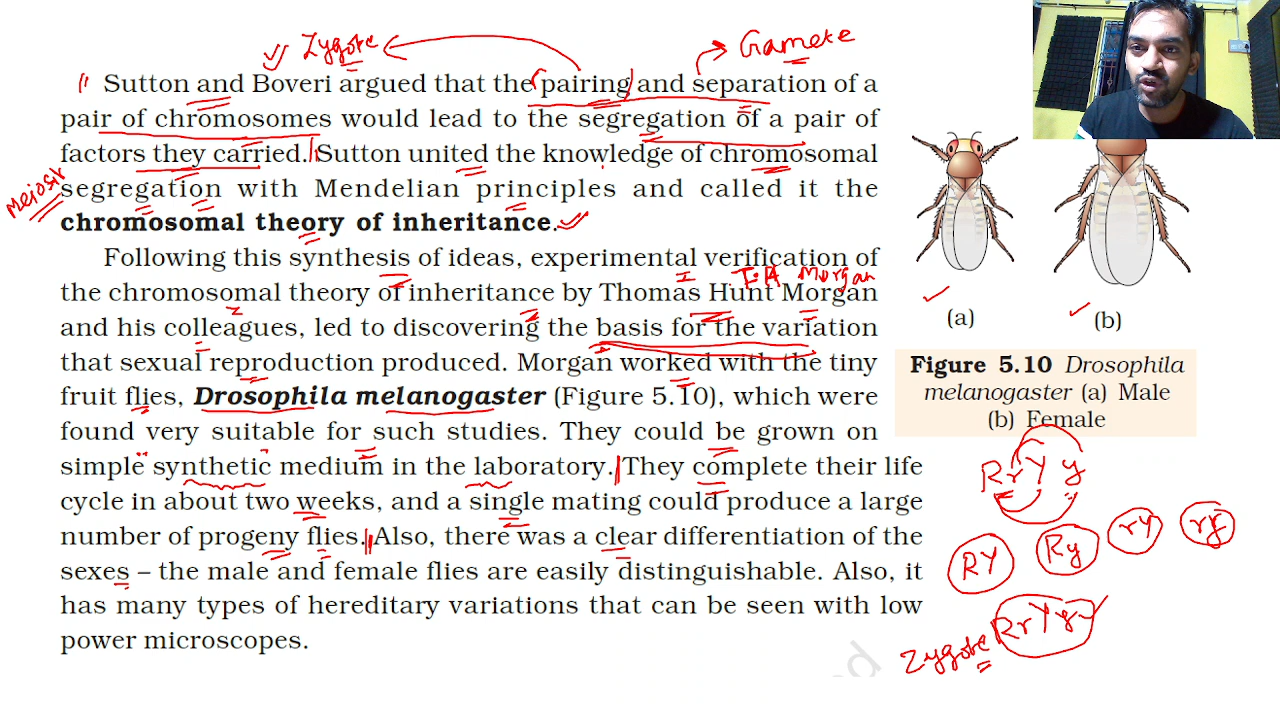 Zygote
Gamete
Sutton and Boveri argued that the pairing and separation of a
pair of chromosomes would lead to the segregation of a pair of
factors they carried. Sutton united the knowledge of chromosomal
Meiosis
segregation with Mendelian principles and called it the
chromosomal theory of inheritance.
Following this synthesis of ideas, experimental verification of
T.H Morgan
the chromosomal theory of inheritance by Thomas Hunt Morgan
and his colleagues, led to discovering the basis for the variation
that sexual reproduction produced. Morgan worked with the tiny
fruit flies, Drosophila melanogaster (Figure 5.10), which were
found very suitable for such studies. They could be grown on
simple synthetic medium in the laboratory. They complete their life
cycle in about two weeks, and a single mating could produce a large
number of progeny flies. Also, there was a clear differentiation of the
sexes – the male and female flies are easily distinguishable. Also, it
has many types of hereditary variations that can be seen with low
power microscopes.
(a)
(b)
Figure 5.10 Drosophila
melanogaster (a) Male
(b) Female
RrYy
RY
Ry
rY
ry
Zygote
RrYy